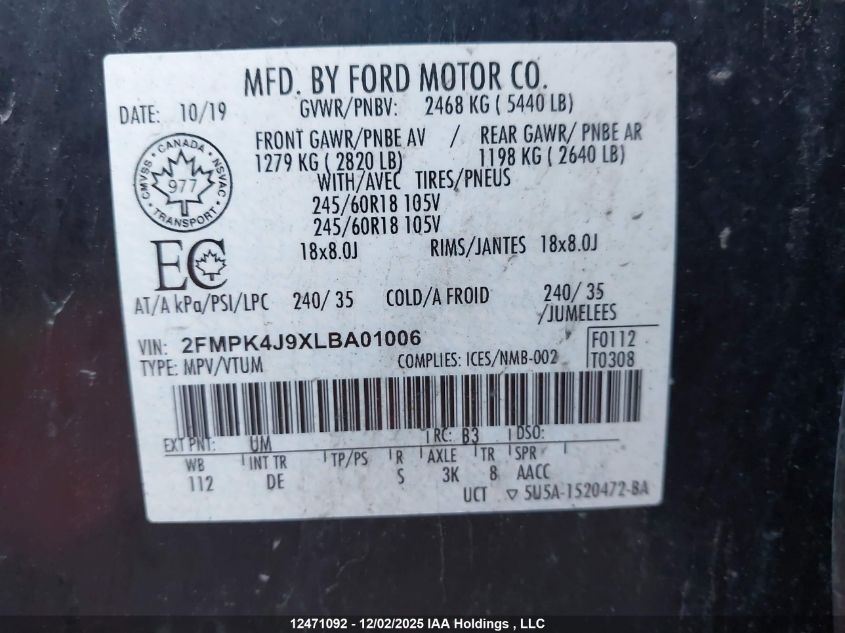 MFD. BY FORD MOTOR CO.
DATE: 10/19
GVWR/PNBV: 2468 KG ( 5440 LB)
FRONT GAWR/PNBE AV / REAR GAWR/ PNBE AR
1279 KG ( 2820 LB) 1198 KG ( 2640 LB)
WITH/AVEC TIRES/PNEUS
245/60R18 105V
245/60R18 105V
18x8.0J RIMS/JANTES 18x8.0J
CANADA
CMVSS 977 NSVAC
TRANSPORT
EC
AT/A kPa/PSI/LPC 240/ 35 COLD/A FROID 240/ 35
/JUMELEES
VIN: 2FMPK4J9XLBA01006
F0112
TYPE: MPV/VTUM COMPLIES: ICES/NMB-002
T0308
EXT PNT: UM RC: B3 DSO:
WB INT TR TP/PS R AXLE TR SPR
112 DE S 3K 8 AACC
UCT ▽ 5U5A-1520472-BA
12471092 - 12/02/2025 IAA Holdings , LLC